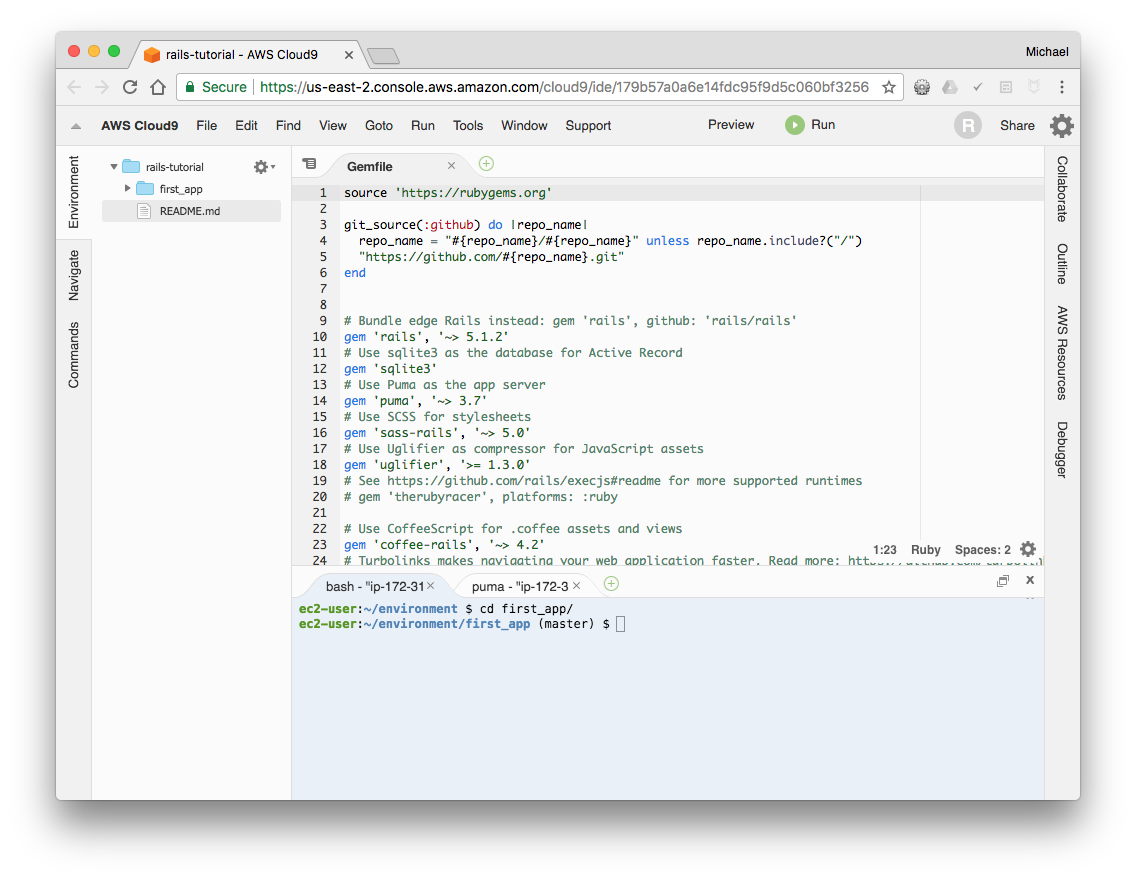 rails-tutorial - AWS Cloud9
Michael
Secure https://us-east-2.console.aws.amazon.com/cloud9/ide/179b57a0a6e14fdc95f9d5c060bf3256
AWS Cloud9 File Edit Find View Goto Run Tools Window Support Preview Run R Share
Environment
Navigate
Commands
rails-tutorial
first_app
README.md
Gemfile
1 source 'https://rubygems.org'
2
3 git_source(:github) do |repo_name|
4 repo_name = "#{repo_name}/#{repo_name}" unless repo_name.include?("/")
5 "https://github.com/#{repo_name}.git"
6 end
7
8
9 # Bundle edge Rails instead: gem 'rails', github: 'rails/rails'
10 gem 'rails', '~> 5.1.2'
11 # Use sqlite3 as the database for Active Record
12 gem 'sqlite3'
13 # Use Puma as the app server
14 gem 'puma', '~> 3.7'
15 # Use SCSS for stylesheets
16 gem 'sass-rails', '~> 5.0'
17 # Use Uglifier as compressor for JavaScript assets
18 gem 'uglifier', '>= 1.3.0'
19 # See https://github.com/rails/execjs#readme for more supported runtimes
20 # gem 'therubyracer', platforms: :ruby
21
22 # Use CoffeeScript for .coffee assets and views
23 gem 'coffee-rails', '~> 4.2'
24 # Turbolinks makes navigating your web application faster. Read more:
1:23 Ruby Spaces: 2
bash - "ip-172-31
puma - "ip-172-3
ec2-user:~/environment $ cd first_app/
ec2-user:~/environment/first_app (master) $
Collaborate
Outline
AWS Resources
Debugger